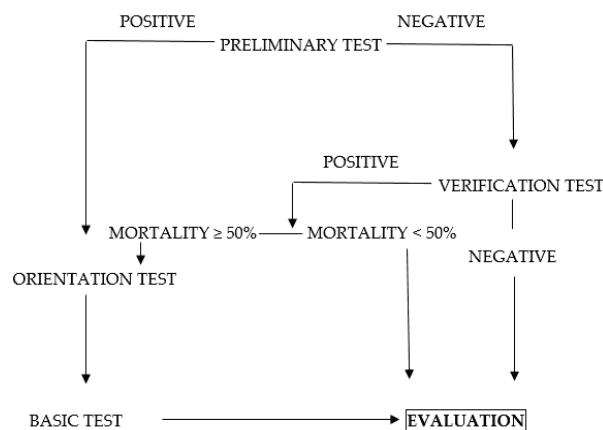 POSITIVE NEGATIVE
PRELIMINARY TEST
POSITIVE
VERIFICATION TEST
MORTALITY ≥ 50% MORTALITY < 50%
NEGATIVE
ORIENTATION TEST
BASIC TEST EVALUATION